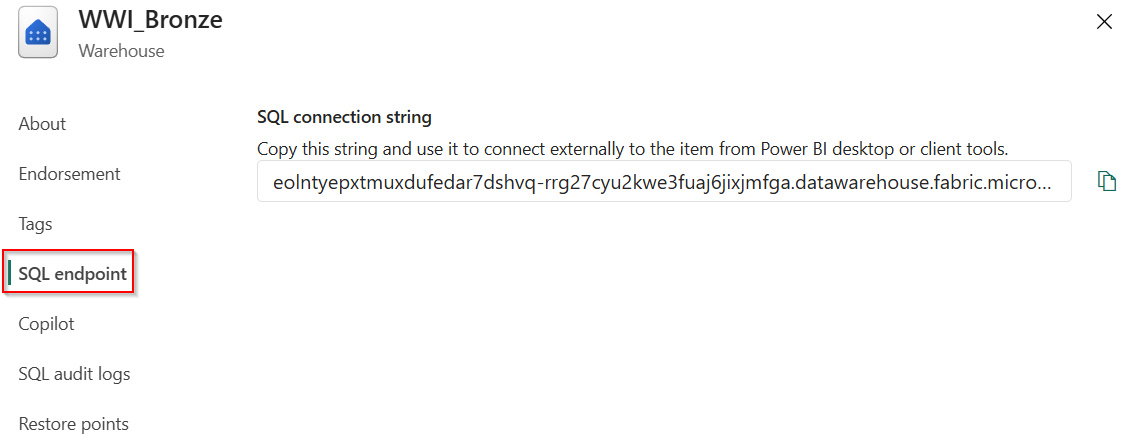 WWI_Bronze
Warehouse
About
Endorsement
Tags
SQL endpoint
Copilot
SQL audit logs
Restore points
SQL connection string
Copy this string and use it to connect externally to the item from Power BI desktop or client tools.
eolntyepxtmuxdufedar7dshvq-rrg27cyu2kwe3fuaj6jixjmfga.datawarehouse.fabric.micro...